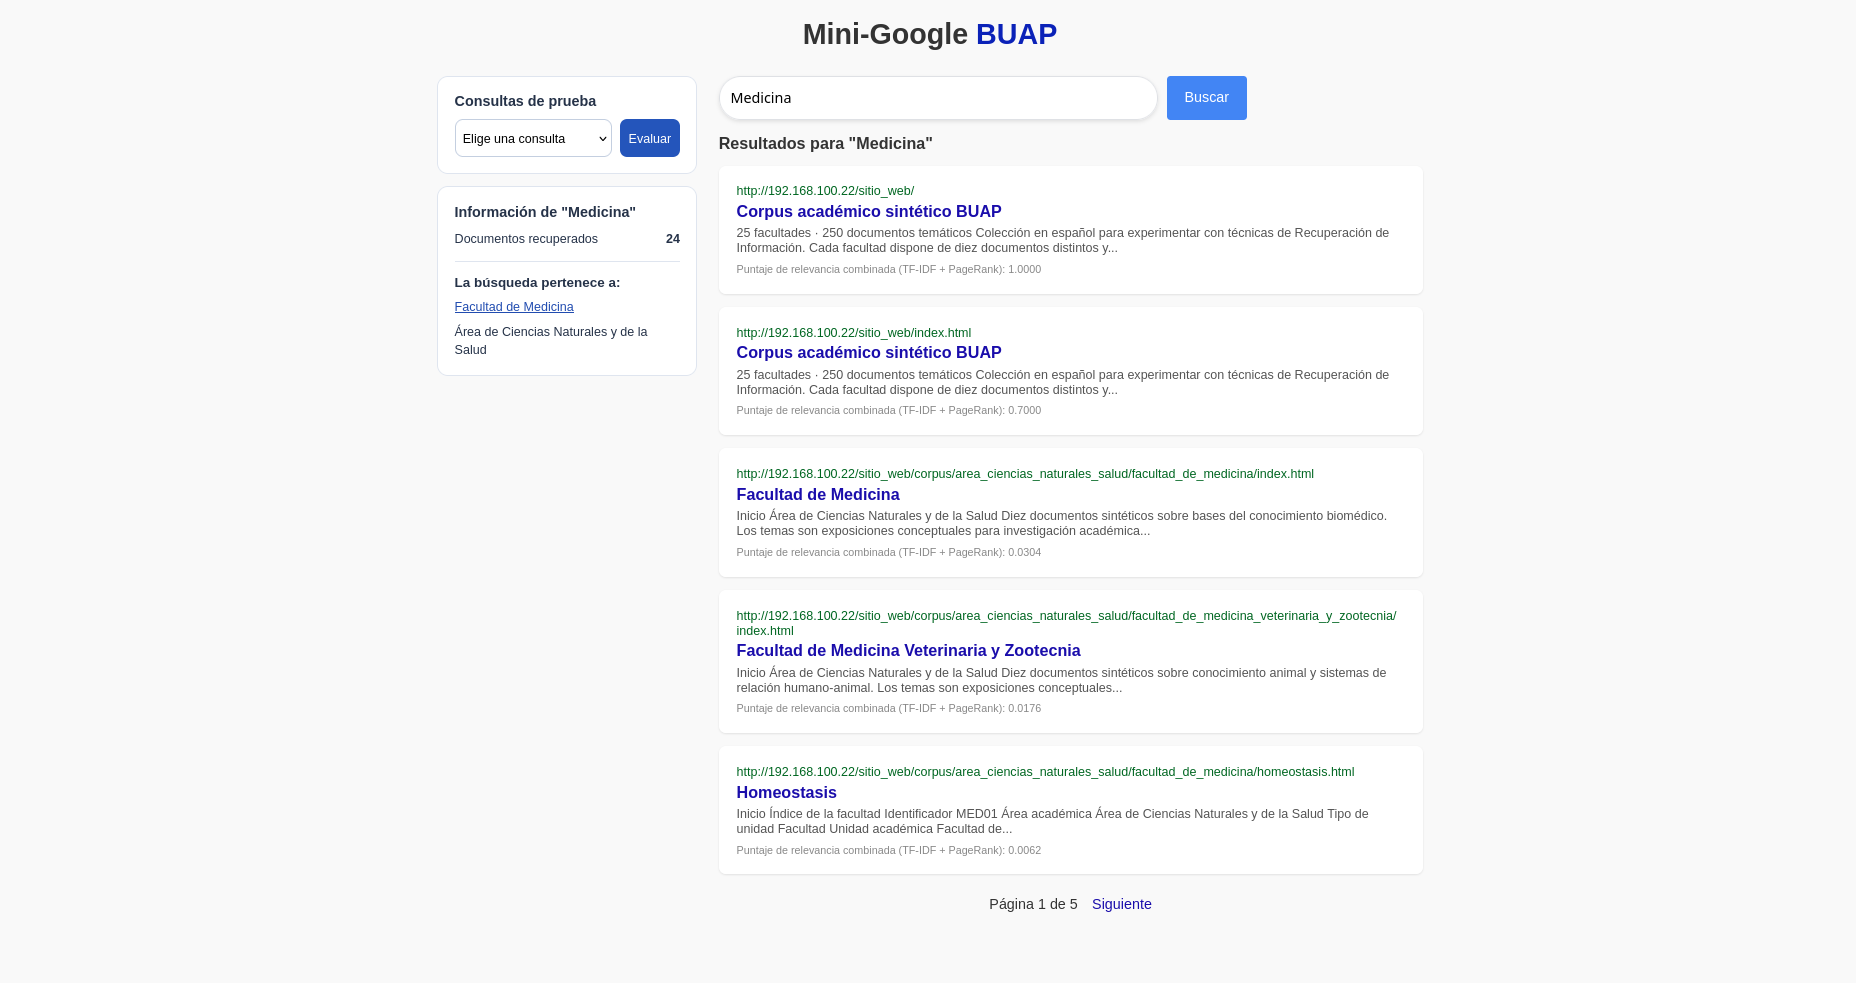 Mini-Google BUAP
Consultas de prueba
Elige una consulta
Evaluar
Información de "Medicina"
Documentos recuperados 24
La búsqueda pertenece a:
Facultad de Medicina
Área de Ciencias Naturales y de la
Salud
Medicina
Buscar
Resultados para "Medicina"
http://192.168.100.22/sitio_web/
Corpus académico sintético BUAP
25 facultades · 250 documentos temáticos Colección en español para experimentar con técnicas de Recuperación de
Información. Cada facultad dispone de diez documentos distintos y...
Puntaje de relevancia combinada (TF-IDF + PageRank): 1.0000
http://192.168.100.22/sitio_web/index.html
Corpus académico sintético BUAP
25 facultades · 250 documentos temáticos Colección en español para experimentar con técnicas de Recuperación de
Información. Cada facultad dispone de diez documentos distintos y...
Puntaje de relevancia combinada (TF-IDF + PageRank): 0.7000
http://192.168.100.22/sitio_web/corpus/area_ciencias_naturales_salud/facultad_de_medicina/index.html
Facultad de Medicina
Inicio Área de Ciencias Naturales y de la Salud Diez documentos sintéticos sobre bases del conocimiento biomédico.
Los temas son exposiciones conceptuales para investigación académica...
Puntaje de relevancia combinada (TF-IDF + PageRank): 0.0304
http://192.168.100.22/sitio_web/corpus/area_ciencias_naturales_salud/facultad_de_medicina_veterinaria_y_zootecnia/
index.html
Facultad de Medicina Veterinaria y Zootecnia
Inicio Área de Ciencias Naturales y de la Salud Diez documentos sintéticos sobre conocimiento animal y sistemas de
relación humano-animal. Los temas son exposiciones conceptuales...
Puntaje de relevancia combinada (TF-IDF + PageRank): 0.0176
http://192.168.100.22/sitio_web/corpus/area_ciencias_naturales_salud/facultad_de_medicina/homeostasis.html
Homeostasis
Inicio Índice de la facultad Identificador MED01 Área académica Área de Ciencias Naturales y de la Salud Tipo de
unidad Facultad Unidad académica Facultad de...
Puntaje de relevancia combinada (TF-IDF + PageRank): 0.0062
Página 1 de 5 Siguiente